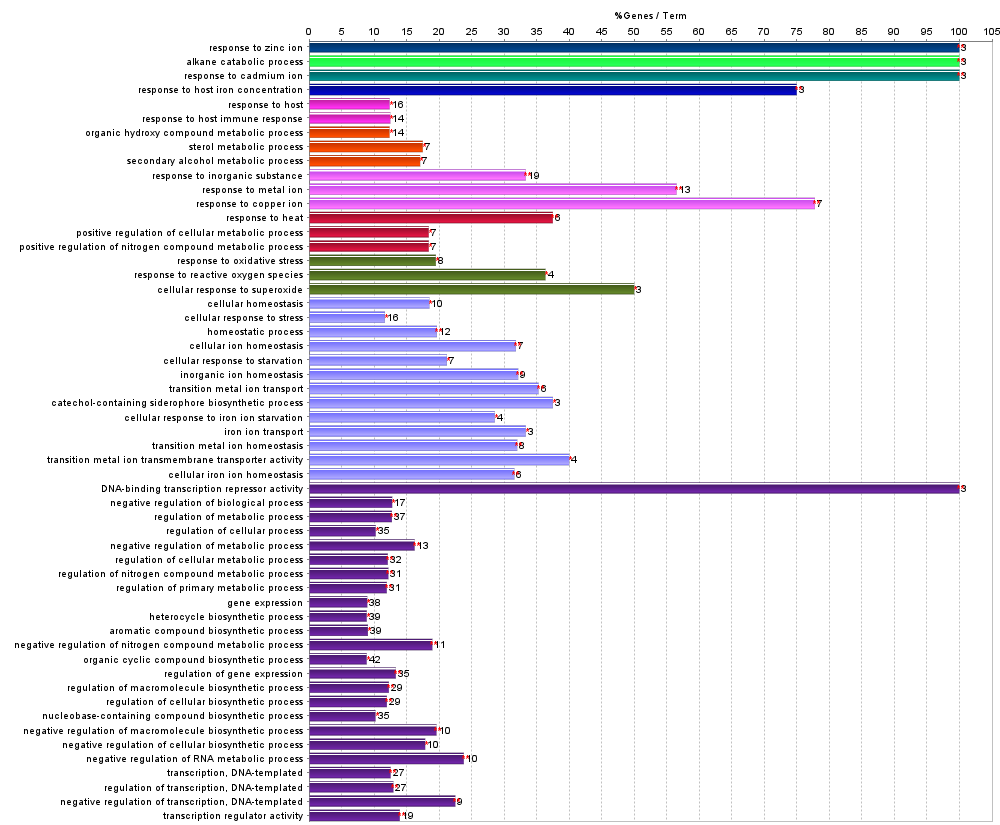 %Genes / Term
0 5 10 15 20 25 30 35 40 45 50 55 60 65 70 75 80 85 90 95 100 105
response to zinc ion **3
alkane catabolic process **3
response to cadmium ion **3
response to host iron concentration *3
response to host *16
response to host immune response *14
organic hydroxy compound metabolic process *14
sterol metabolic process *7
secondary alcohol metabolic process *7
response to inorganic substance **19
response to metal ion **13
response to copper ion **7
response to heat *6
positive regulation of cellular metabolic process *7
positive regulation of nitrogen compound metabolic process *7
response to oxidative stress *8
response to reactive oxygen species *4
cellular response to superoxide *3
cellular homeostasis *10
cellular response to stress *16
homeostatic process **12
cellular ion homeostasis *7
cellular response to starvation *7
inorganic ion homeostasis **9
transition metal ion transport *6
catechol-containing siderophore biosynthetic process *3
cellular response to iron ion starvation *4
iron ion transport *3
transition metal ion homeostasis **8
transition metal ion transmembrane transporter activity *4
cellular iron ion homeostasis **6
DNA-binding transcription repressor activity **3
negative regulation of biological process *17
regulation of metabolic process **37
regulation of cellular process *35
negative regulation of metabolic process **13
regulation of cellular metabolic process *32
regulation of nitrogen compound metabolic process *31
regulation of primary metabolic process **31
gene expression *38
heterocycle biosynthetic process *39
aromatic compound biosynthetic process *39
negative regulation of nitrogen compound metabolic process **11
organic cyclic compound biosynthetic process *42
regulation of gene expression **35
regulation of macromolecule biosynthetic process **29
regulation of cellular biosynthetic process **29
nucleobase-containing compound biosynthetic process *35
negative regulation of macromolecule biosynthetic process **10
negative regulation of cellular biosynthetic process *10
negative regulation of RNA metabolic process **10
transcription, DNA-templated *27
regulation of transcription, DNA-templated *27
negative regulation of transcription, DNA-templated **9
transcription regulator activity **19